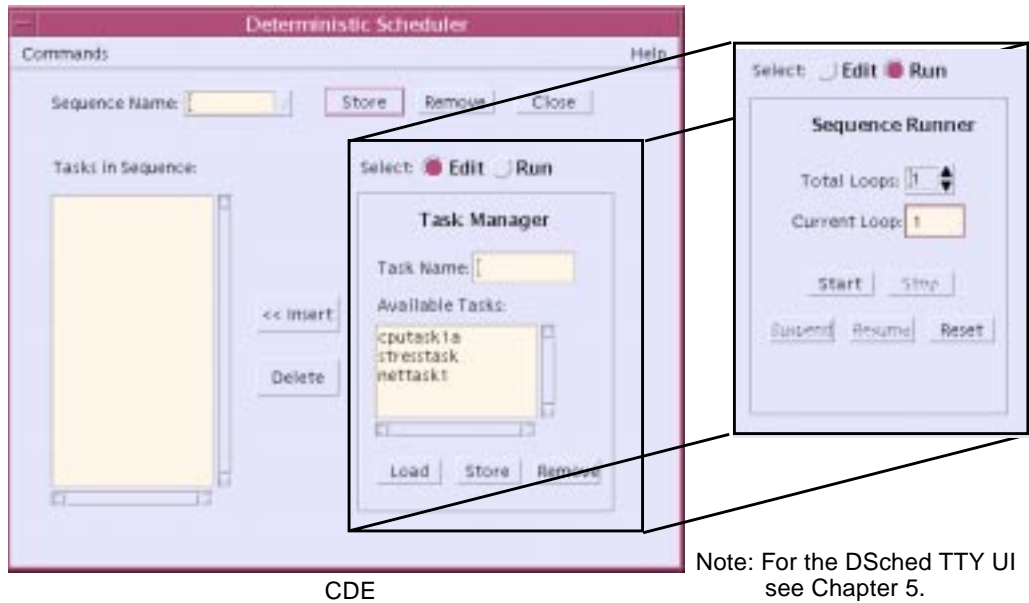 Deterministic Scheduler
Commands Help
Sequence Name: Store Remove Close
Tasks in Sequence:
<< Insert
Delete
Select: Edit Run
Task Manager
Task Name:
Available Tasks:
cputask1a
stresstask
nettask1
Load Store Remove
Select: Edit Run
Sequence Runner
Total Loops: 1
Current Loop: 1
Start Stop
Suspend Resume Reset
CDE
Note: For the DSched TTY UI
see Chapter 5.